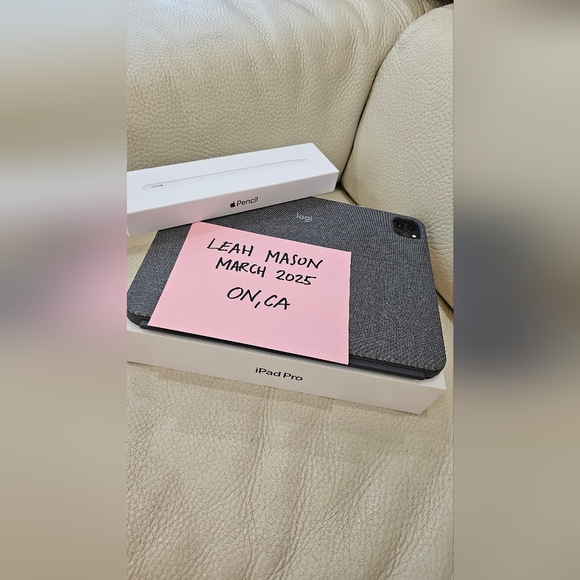 Pencil
logi
LEAH MASON
MARCH 2025
ON, CA
iPad Pro